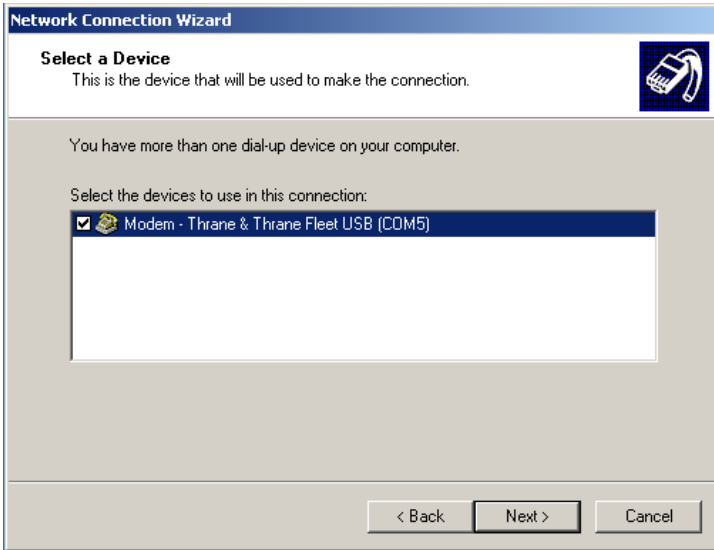 Network Connection Wizard
Select a Device
This is the device that will be used to make the connection.
You have more than one dial-up device on your computer.
Select the devices to use in this connection:
Modem - Thrane & Thrane Fleet USB (COM5)
< Back Next > Cancel